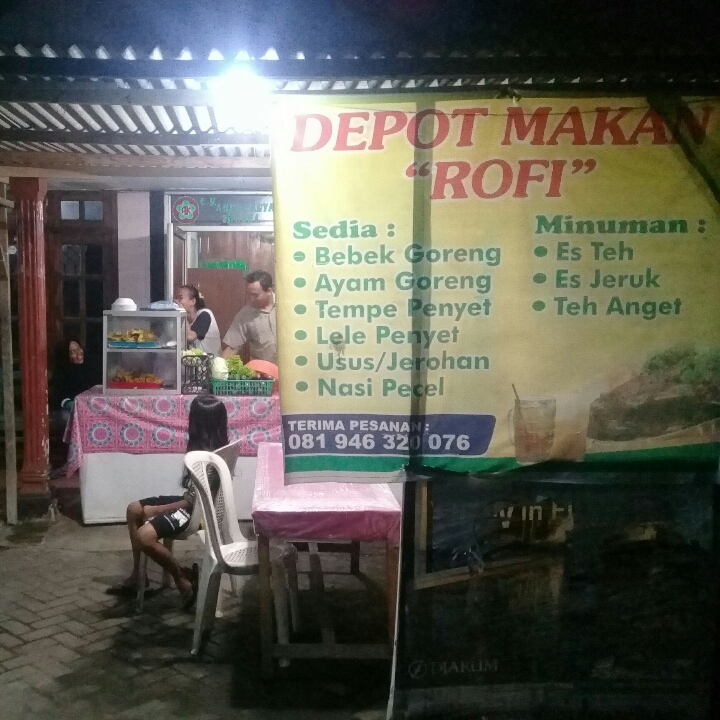 DEPOT MAKAN
"ROFI"
Sedia :
• Bebek Goreng
• Ayam Goreng
• Tempe Penyet
• Lele Penyet
• Usus/Jerohan
• Nasi Pecel
Minuman :
• Es Teh
• Es Jeruk
• Teh Anget
TERIMA PESANAN :
081 946 320 076
DJARUM